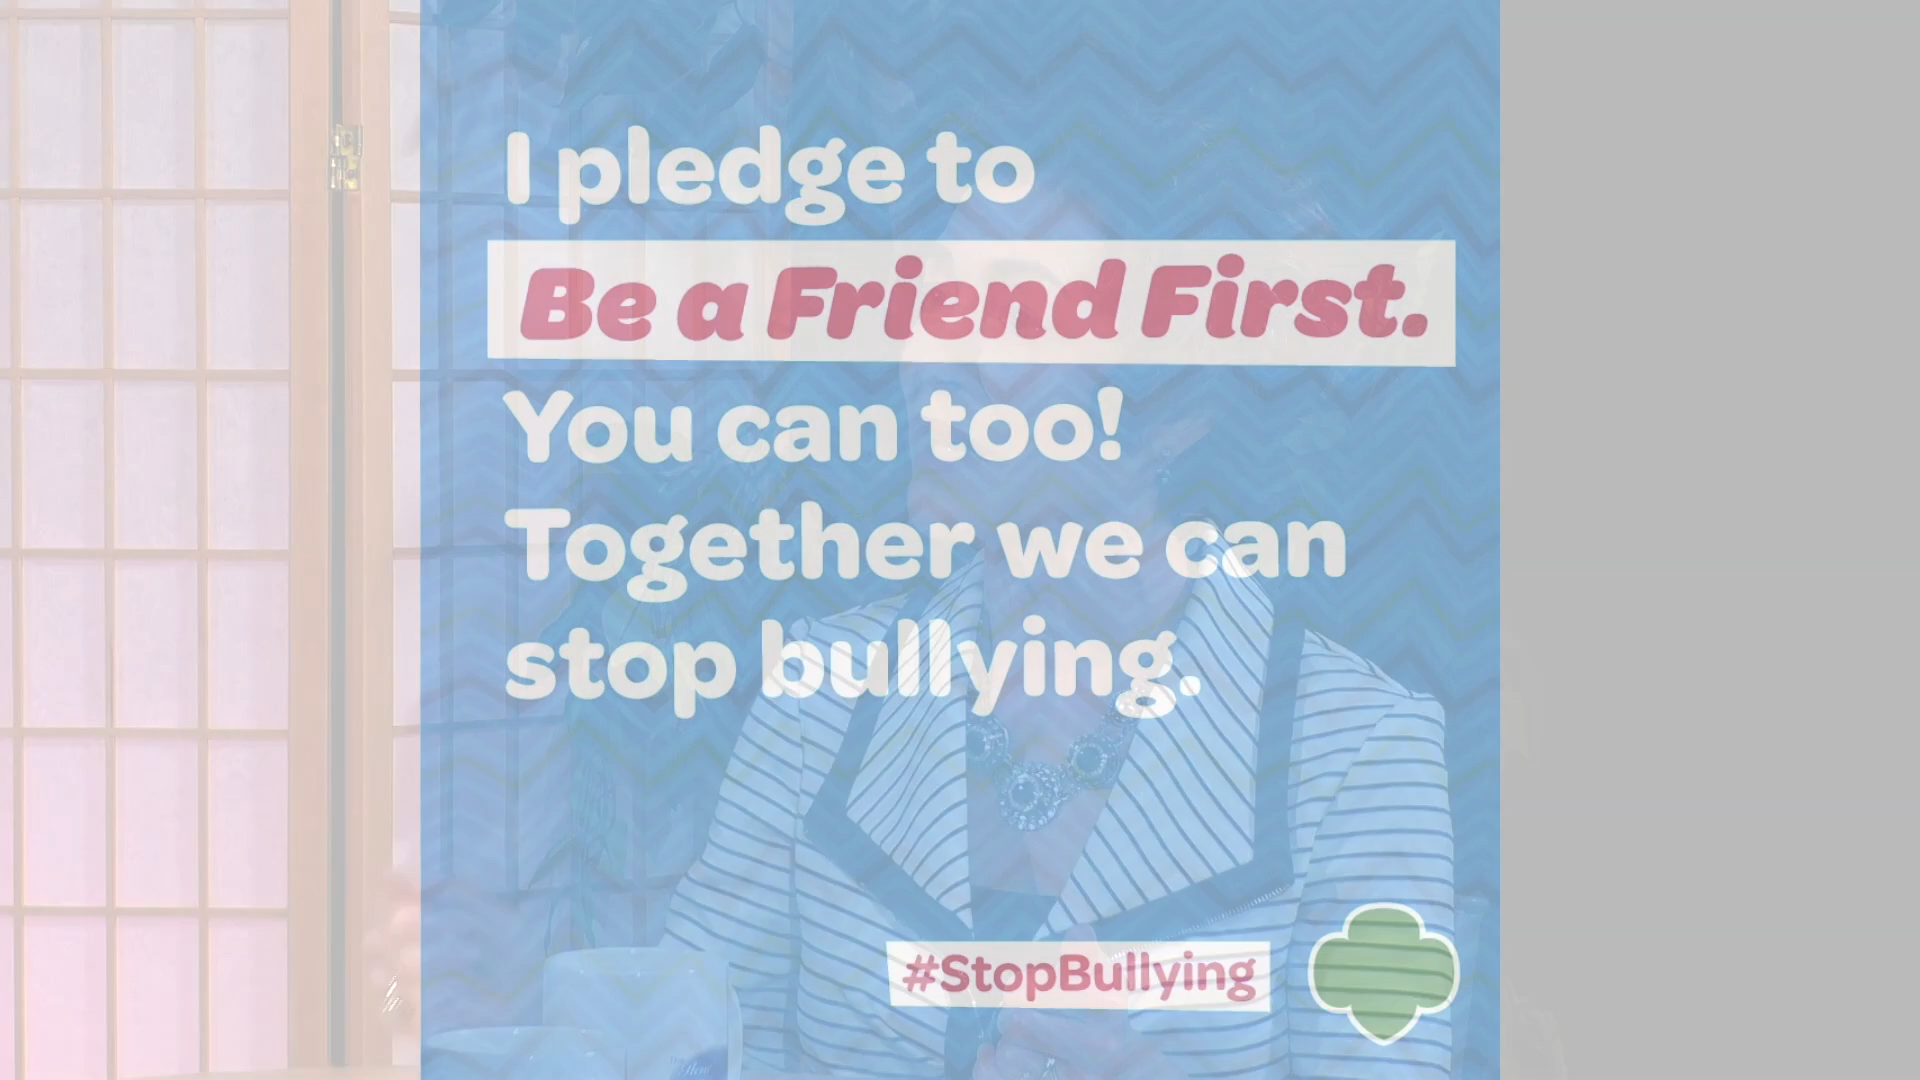 I pledge to
Be a Friend First.
You can too!
Together we can
stop bullying.
#StopBullying